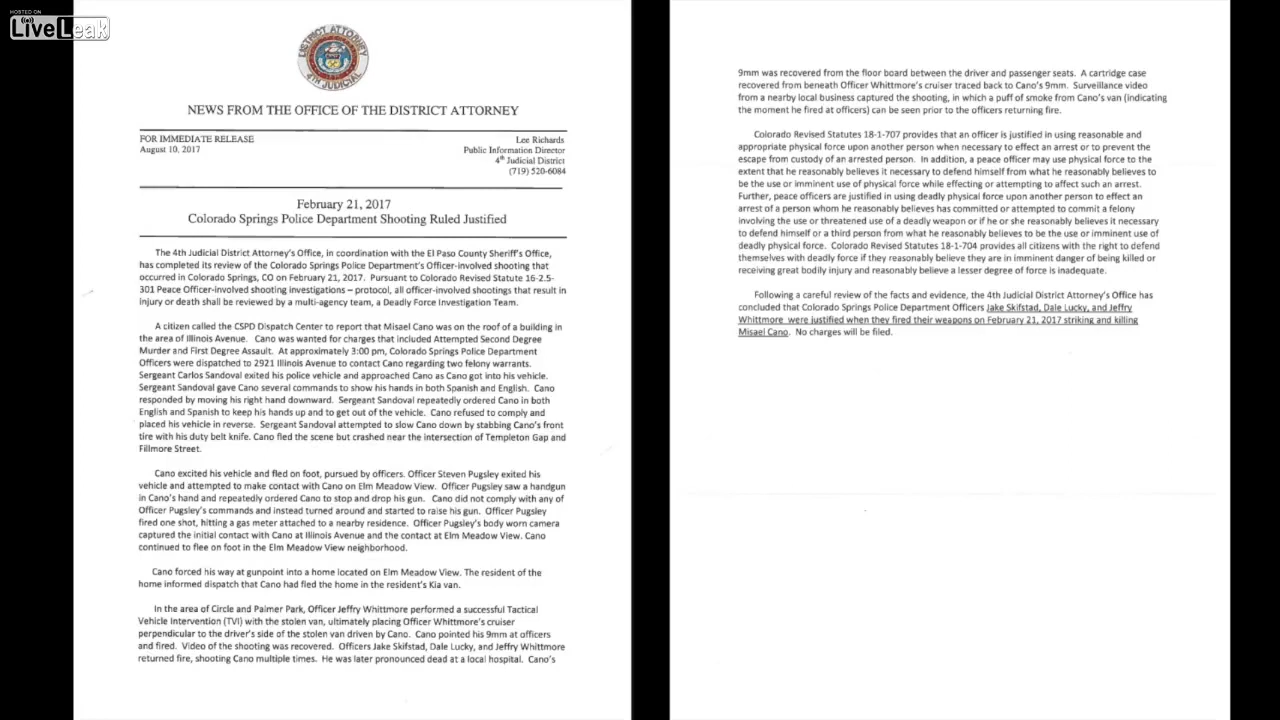 HOSTED ON
LiveLeak
DISTRICT ATTORNEY
4TH JUDICIAL
NEWS FROM THE OFFICE OF THE DISTRICT ATTORNEY
FOR IMMEDIATE RELEASE
August 10, 2017
Lee Richards
Public Information Director
4th Judicial District
(719) 520-6084
February 21, 2017
Colorado Springs Police Department Shooting Ruled Justified
The 4th Judicial District Attorney's Office, in coordination with the El Paso County Sheriff's Office,
has completed its review of the Colorado Springs Police Department's Officer-involved shooting that
occurred in Colorado Springs, CO on February 21, 2017. Pursuant to Colorado Revised Statute 16-2.5-
301 Peace Officer-involved shooting investigations – protocol, all officer-involved shootings that result in
injury or death shall be reviewed by a multi-agency team, a Deadly Force Investigation Team.
A citizen called the CSPD Dispatch Center to report that Misael Cano was on the roof of a building in
the area of Illinois Avenue. Cano was wanted for charges that included Attempted Second Degree
Murder and First Degree Assault. At approximately 3:00 pm, Colorado Springs Police Department
Officers were dispatched to 2921 Illinois Avenue to contact Cano regarding two felony warrants.
Sergeant Carlos Sandoval exited his police vehicle and approached Cano as Cano got into his vehicle.
Sergeant Sandoval gave Cano several commands to show his hands in both Spanish and English. Cano
responded by moving his right hand downward. Sergeant Sandoval repeatedly ordered Cano in both
English and Spanish to keep his hands up and to get out of the vehicle. Cano refused to comply and
placed his vehicle in reverse. Sergeant Sandoval attempted to slow Cano down by stabbing Cano's front
tire with his duty belt knife. Cano fled the scene but crashed near the intersection of Templeton Gap and
Fillmore Street.
Cano excited his vehicle and fled on foot, pursued by officers. Officer Steven Pugsley exited his
vehicle and attempted to make contact with Cano on Elm Meadow View. Officer Pugsley saw a handgun
in Cano's hand and repeatedly ordered Cano to stop and drop his gun. Cano did not comply with any of
Officer Pugsley's commands and instead turned around and started to raise his gun. Officer Pugsley
fired one shot, hitting a gas meter attached to a nearby residence. Officer Pugsley's body worn camera
captured the initial contact with Cano at Illinois Avenue and the contact at Elm Meadow View. Cano
continued to flee on foot in the Elm Meadow View neighborhood.
Cano forced his way at gunpoint into a home located on Elm Meadow View. The resident of the
home informed dispatch that Cano had fled the home in the resident's Kia van.
In the area of Circle and Palmer Park, Officer Jeffry Whittmore performed a successful Tactical
Vehicle Intervention (TVI) with the stolen van, ultimately placing Officer Whittmore's cruiser
perpendicular to the driver's side of the stolen van driven by Cano. Cano pointed his 9mm at officers
and fired. Video of the shooting was recovered. Officers Jake Skifstad, Dale Lucky, and Jeffry Whittmore
returned fire, shooting Cano multiple times. He was later pronounced dead at a local hospital. Cano's
9mm was recovered from the floor board between the driver and passenger seats. A cartridge case
recovered from beneath Officer Whittmore's cruiser traced back to Cano's 9mm. Surveillance video
from a nearby local business captured the shooting, in which a puff of smoke from Cano's van (indicating
the moment he fired at officers) can be seen prior to the officers returning fire.
Colorado Revised Statutes 18-1-707 provides that an officer is justified in using reasonable and
appropriate physical force upon another person when necessary to effect an arrest or to prevent the
escape from custody of an arrested person. In addition, a peace officer may use physical force to the
extent that he reasonably believes it necessary to defend himself from what he reasonably believes to
be the use or imminent use of physical force while effecting or attempting to affect such an arrest.
Further, peace officers are justified in using deadly physical force upon another person to effect an
arrest of a person whom he reasonably believes has committed or attempted to commit a felony
involving the use or threatened use of a deadly weapon or if he or she reasonably believes it necessary
to defend himself or a third person from what he reasonably believes to be the use or imminent use of
deadly physical force. Colorado Revised Statutes 18-1-704 provides all citizens with the right to defend
themselves with deadly force if they reasonably believe they are in imminent danger of being killed or
receiving great bodily injury and reasonably believe a lesser degree of force is inadequate.
Following a careful review of the facts and evidence, the 4th Judicial District Attorney's Office has
concluded that Colorado Springs Police Department Officers Jake Skifstad, Dale Lucky, and Jeffry
Whittmore were justified when they fired their weapons on February 21, 2017 striking and killing
Misael Cano. No charges will be filed.